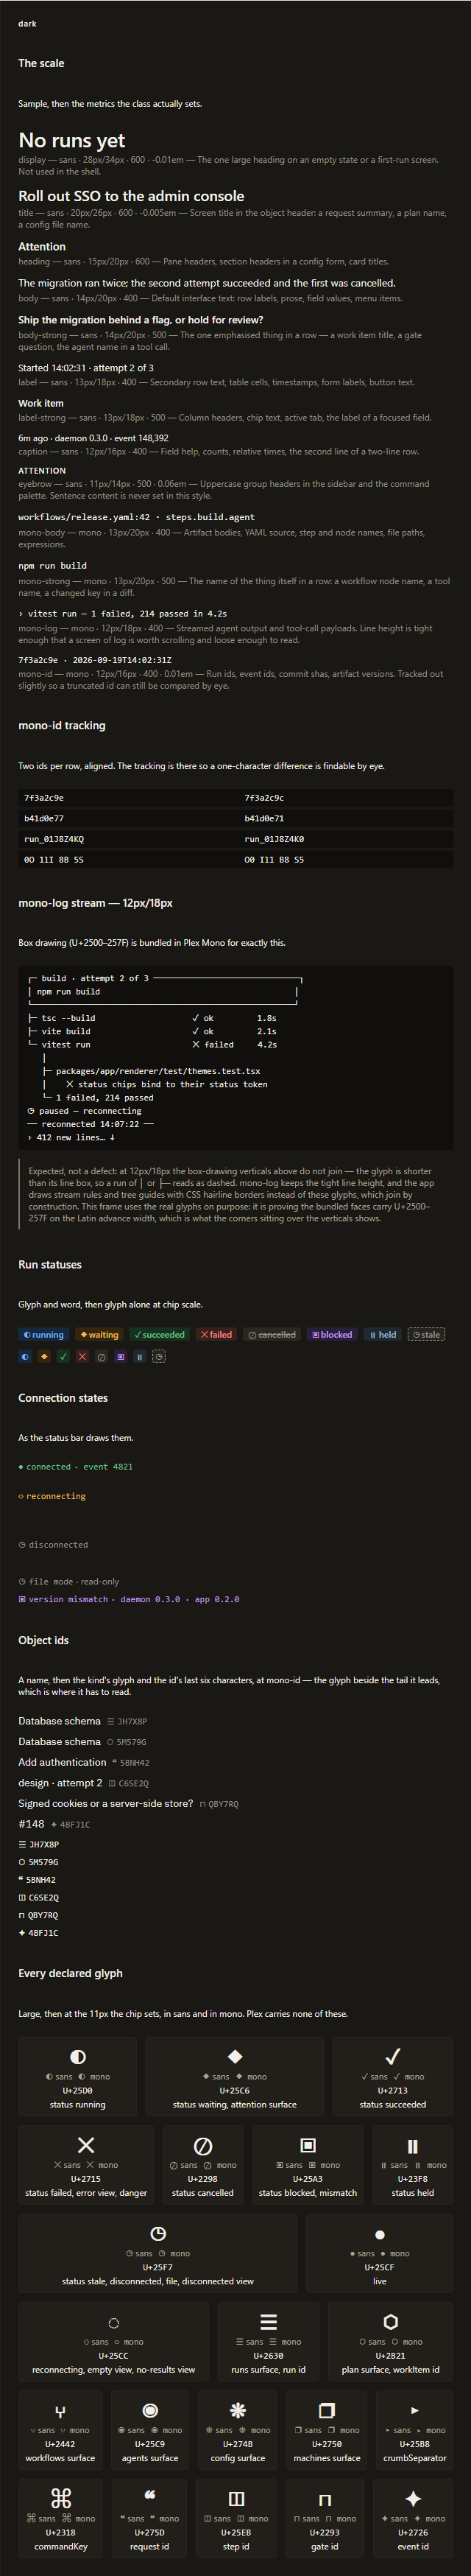 dark
The scale
Sample, then the metrics the class actually sets.
No runs yet
display — sans · 28px/34px · 600 · -0.01em — The one large heading on an empty state or a first-run screen.
Not used in the shell.
Roll out SSO to the admin console
title — sans · 20px/26px · 600 · -0.005em — Screen title in the object header: a request summary, a plan name,
a config file name.
Attention
heading — sans · 15px/20px · 600 — Pane headers, section headers in a config form, card titles.
The migration ran twice; the second attempt succeeded and the first was cancelled.
body — sans · 14px/20px · 400 — Default interface text: row labels, prose, field values, menu items.
Ship the migration behind a flag, or hold for review?
body-strong — sans · 14px/20px · 500 — The one emphasised thing in a row — a work item title, a gate
question, the agent name in a tool call.
Started 14:02:31 · attempt 2 of 3
label — sans · 13px/18px · 400 — Secondary row text, table cells, timestamps, form labels, button text.
Work item
label-strong — sans · 13px/18px · 500 — Column headers, chip text, active tab, the label of a focused field.
6m ago · daemon 0.3.0 · event 148,392
caption — sans · 12px/16px · 400 — Field help, counts, relative times, the second line of a two-line row.
ATTENTION
eyebrow — sans · 11px/14px · 500 · 0.06em — Uppercase group headers in the sidebar and the command
palette. Sentence content is never set in this style.
workflows/release.yaml:42 · steps.build.agent
mono-body — mono · 13px/20px · 400 — Artifact bodies, YAML source, step and node names, file paths,
expressions.
npm run build
mono-strong — mono · 13px/20px · 500 — The name of the thing itself in a row: a workflow node name, a tool
name, a changed key in a diff.
› vitest run — 1 failed, 214 passed in 4.2s
mono-log — mono · 12px/18px · 400 — Streamed agent output and tool-call payloads. Line height is tight
enough that a screen of log is worth scrolling and loose enough to read.
7f3a2c9e · 2026-09-19T14:02:31Z
mono-id — mono · 12px/16px · 400 · 0.01em — Run ids, event ids, commit shas, artifact versions. Tracked out
slightly so a truncated id can still be compared by eye.
mono-id tracking
Two ids per row, aligned. The tracking is there so a one-character difference is findable by eye.
7f3a2c9e 7f3a2c9c
b41d0e77 b41d0e71
run_01J8Z4KQ run_01J8Z4K0
0O 11I 8B 5S O0 I11 B8 S5
mono-log stream — 12px/18px
Box drawing (U+2500–257F) is bundled in Plex Mono for exactly this.
┌─ build · attempt 2 of 3 ─────────────────────────┐
│ npm run build │
└──────────────────────────────────────────────────┘
├─ tsc --build ✓ ok 1.8s
├─ vite build ✓ ok 2.1s
└─ vitest run ✕ failed 4.2s
│
├─ packages/app/renderer/test/themes.test.tsx
│ ✕ status chips bind to their status token
└─ 1 failed, 214 passed
◷ paused — reconnecting
── reconnected 14:07:22 ──
› 412 new lines… ↓
Expected, not a defect: at 12px/18px the box-drawing verticals above do not join — the glyph is shorter
than its line box, so a run of │ or ├─ reads as dashed. mono-log keeps the tight line height, and the app
draws stream rules and tree guides with CSS hairline borders instead of these glyphs, which join by
construction. This frame uses the real glyphs on purpose: it is proving the bundled faces carry U+2500–
257F on the Latin advance width, which is what the corners sitting over the verticals shows.
Run statuses
Glyph and word, then glyph alone at chip scale.
◐ running ◆ waiting ✓ succeeded ✕ failed ⊘ cancelled ▣ blocked ⏸ held ◷ stale
◐ ◆ ✓ ✕ ⊘ ▣ ⏸ ◷
Connection states
As the status bar draws them.
● connected · event 4821
◌ reconnecting
◷ disconnected
◷ file mode · read-only
▣ version mismatch · daemon 0.3.0 · app 0.2.0
Object ids
A name, then the kind's glyph and the id's last six characters, at mono-id — the glyph beside the tail it leads,
which is where it has to read.
Database schema ☰ JH7X8P
Database schema ⬡ 5M579G
Add authentication ❝ 5BNH42
design · attempt 2 ◫ C6SE2Q
Signed cookies or a server-side store? ⊓ QBY7RQ
#148 ✦ 4BFJ1C
☰ JH7X8P
⬡ 5M579G
❝ 5BNH42
◫ C6SE2Q
⊓ QBY7RQ
✦ 4BFJ1C
Every declared glyph
Large, then at the 11px the chip sets, in sans and in mono. Plex carries none of these.
◐ ◆ ✓
◐ sans ◐ mono ◆ sans ◆ mono ✓ sans ✓ mono
U+25D0 U+25C6 U+2713
status running status waiting, attention surface status succeeded
✕ ⊘ ▣ ⏸
✕ sans ✕ mono ⊘ sans ⊘ mono ▣ sans ▣ mono ⏸ sans ⏸ mono
U+2715 U+2298 U+25A3 U+23F8
status failed, error view, danger status cancelled status blocked, mismatch status held
◷ ●
◷ sans ◷ mono ● sans ● mono
U+25F7 U+25CF
status stale, disconnected, file, disconnected view live
◌ ☰ ⬡
◌ sans ◌ mono ☰ sans ☰ mono ⬡ sans ⬡ mono
U+25CC U+2630 U+2B21
reconnecting, empty view, no-results view runs surface, run id plan surface, workItem id
⑂ ◉ ❋ ❐ ▸
⑂ sans ⑂ mono ◉ sans ◉ mono ❋ sans ❋ mono ❐ sans ❐ mono ▸ sans ▸ mono
U+2442 U+25C9 U+274B U+2750 U+25B8
workflows surface agents surface config surface machines surface crumbSeparator
⌘ ❝ ◫ ⊓ ✦
⌘ sans ⌘ mono ❝ sans ❝ mono ◫ sans ◫ mono ⊓ sans ⊓ mono ✦ sans ✦ mono
U+2318 U+275D U+25EB U+2293 U+2726
commandKey request id step id gate id event id